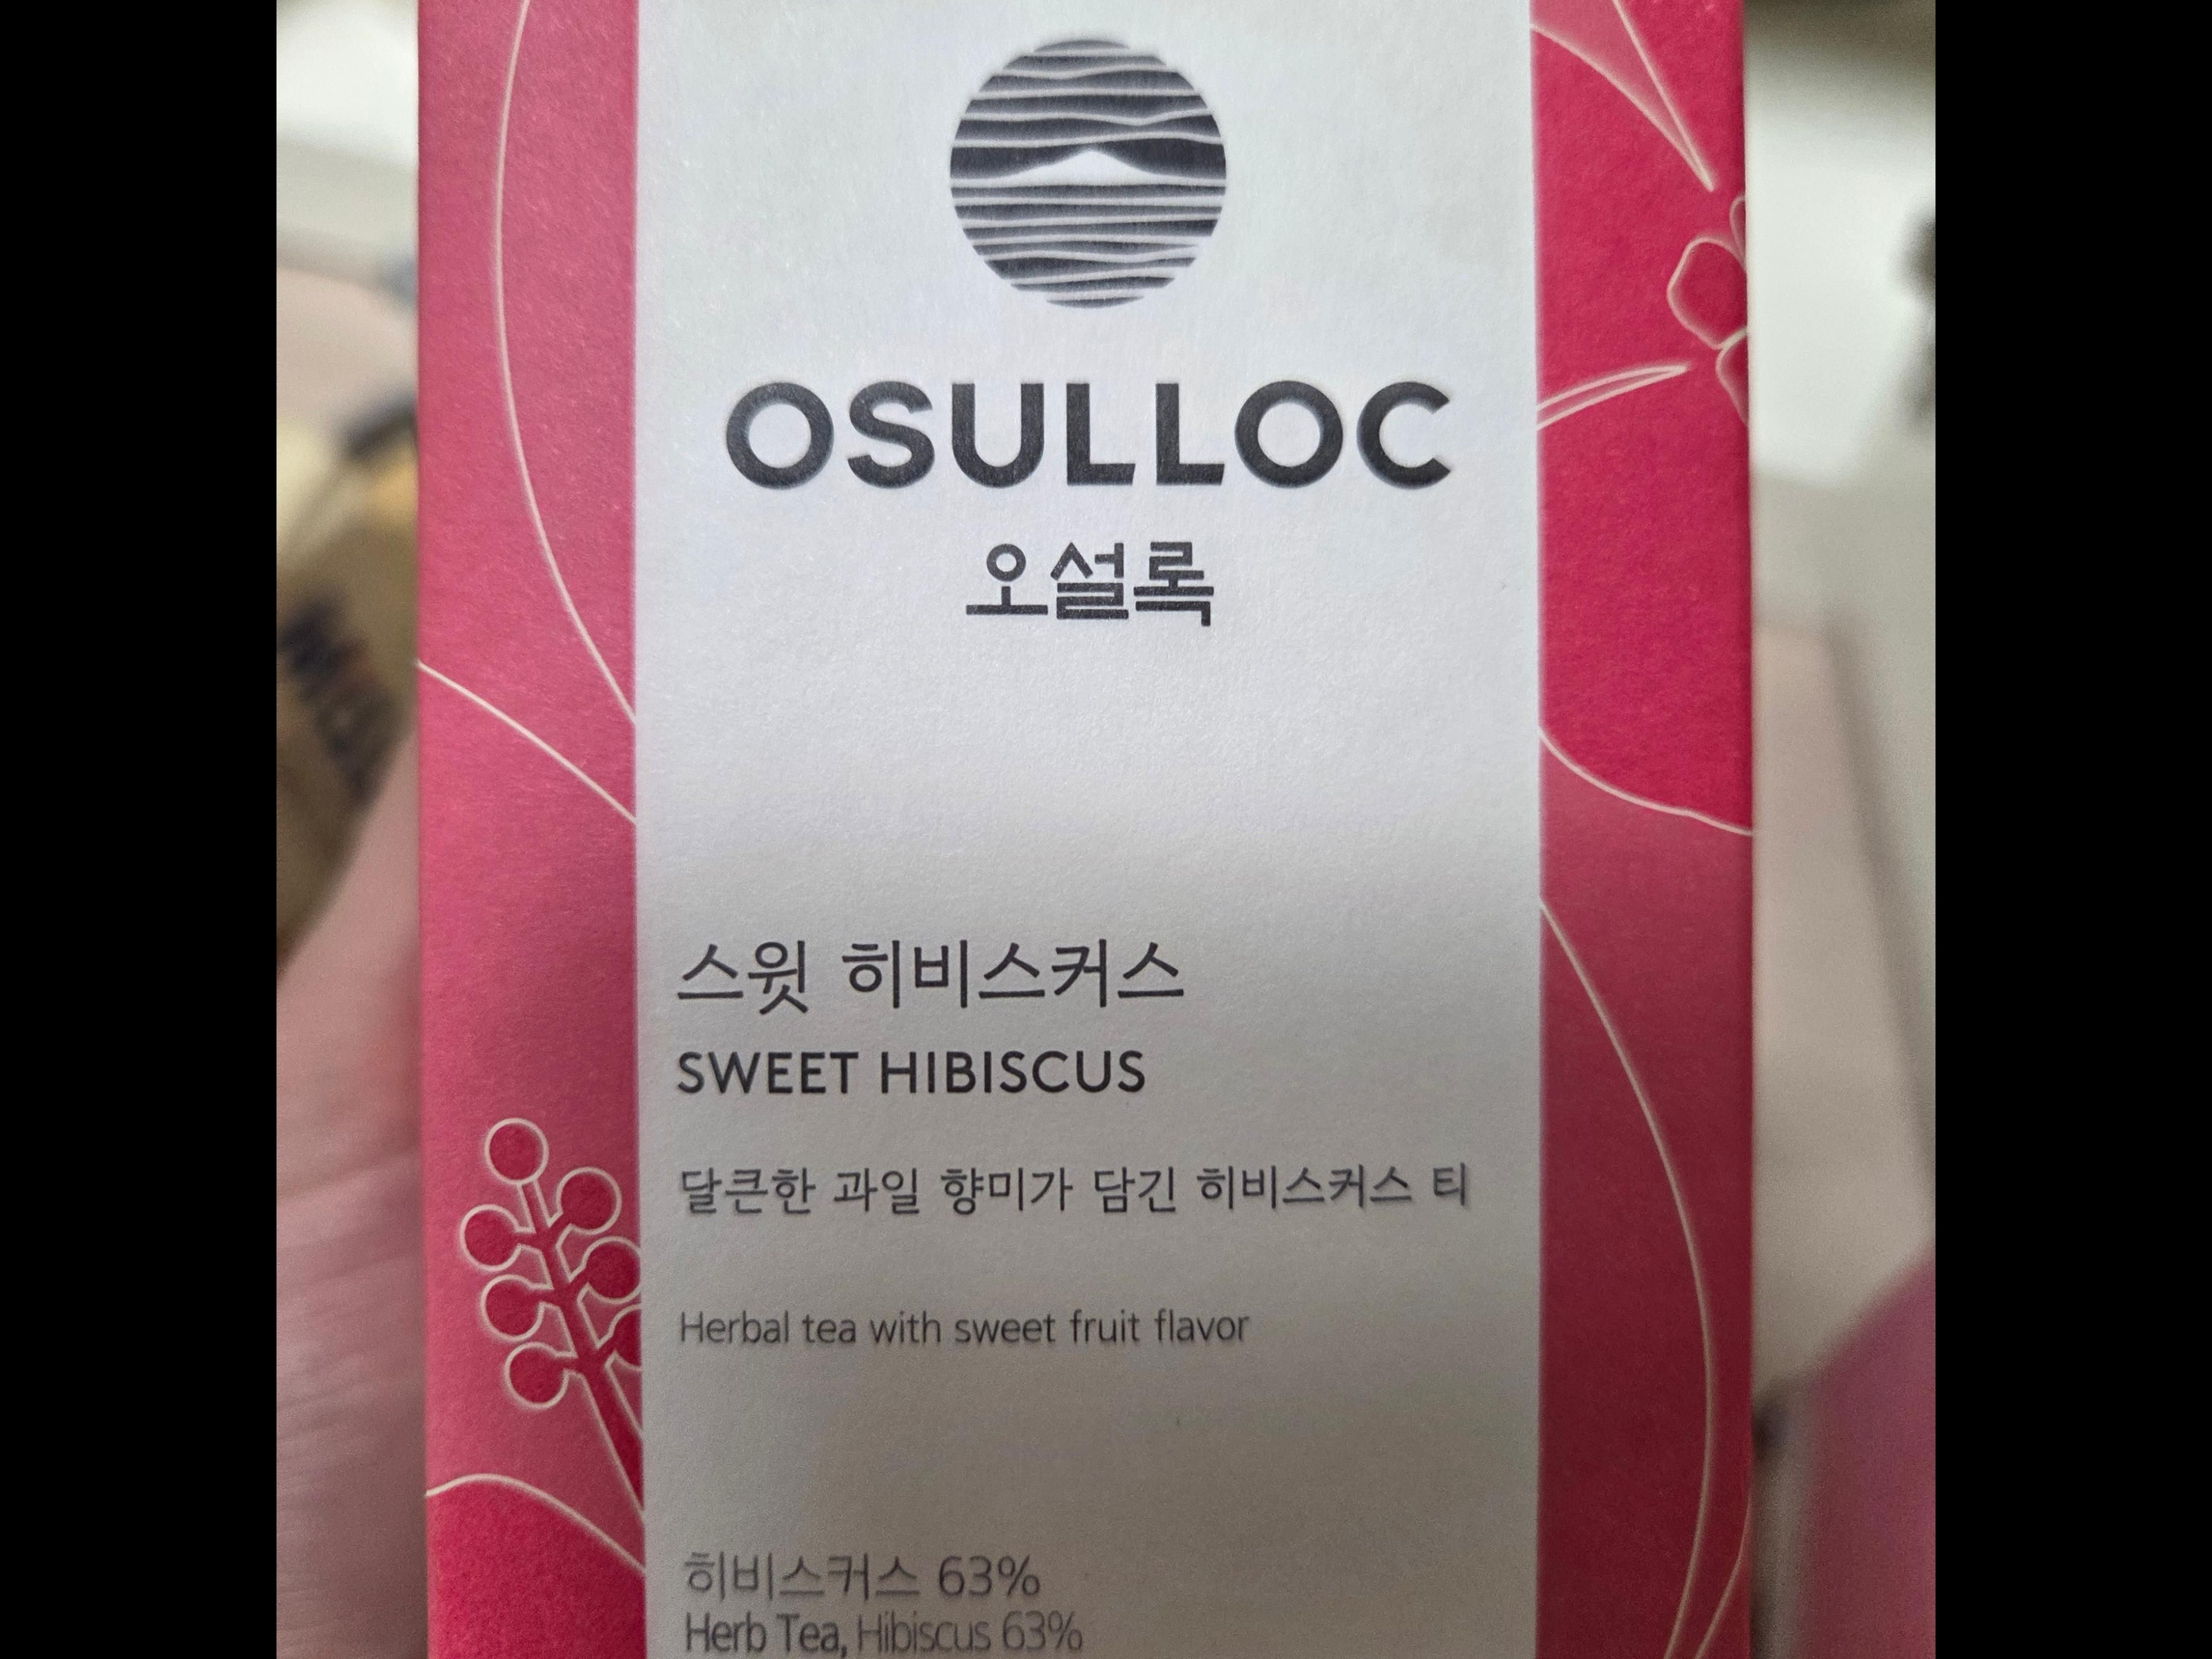 OSULLOC
오설록
스윗 히비스커스
SWEET HIBISCUS
달큰한 과일 향미가 담긴 히비스커스 티
Herbal tea with sweet fruit flavor
히비스커스 63%
Herb Tea, Hibiscus 63%